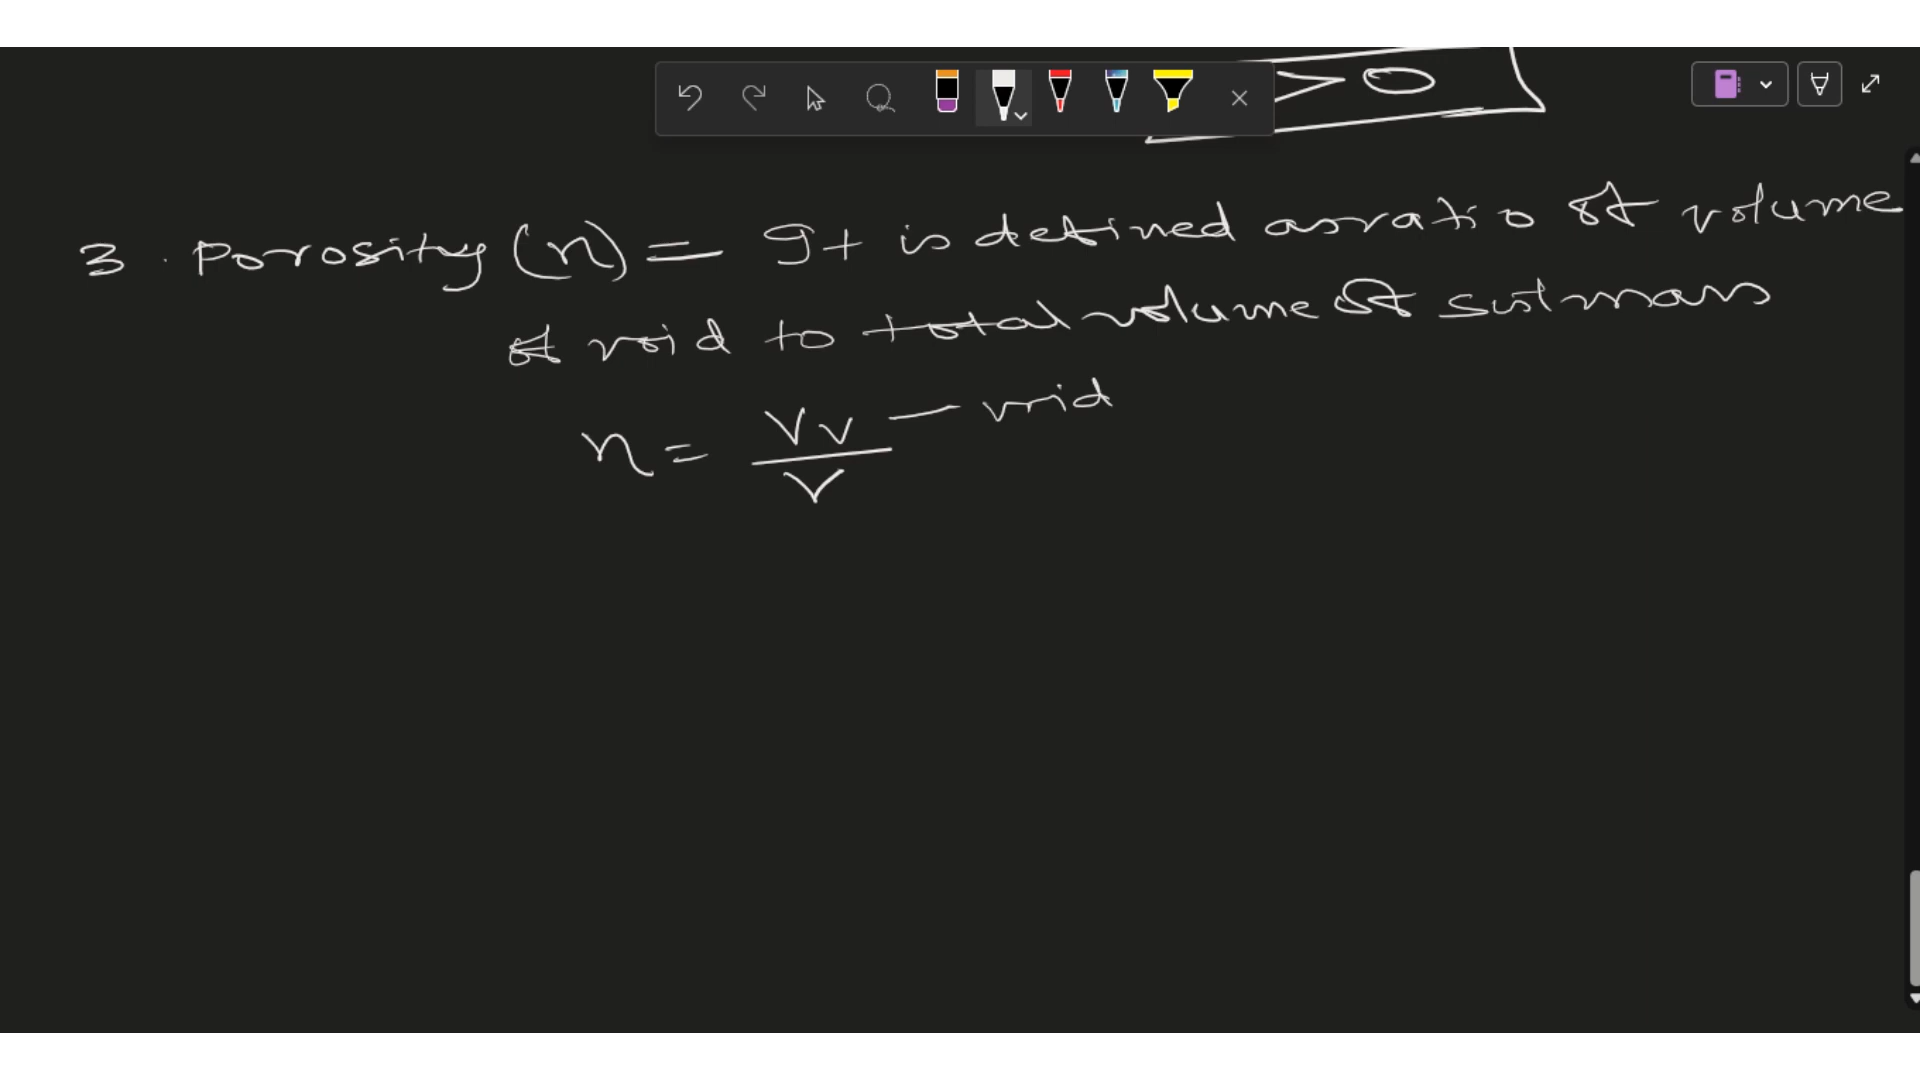 > 0
3. Porosity (n) = It is defined as ratio of volume
of void to total volume of soil mass
n = Vv/V — void